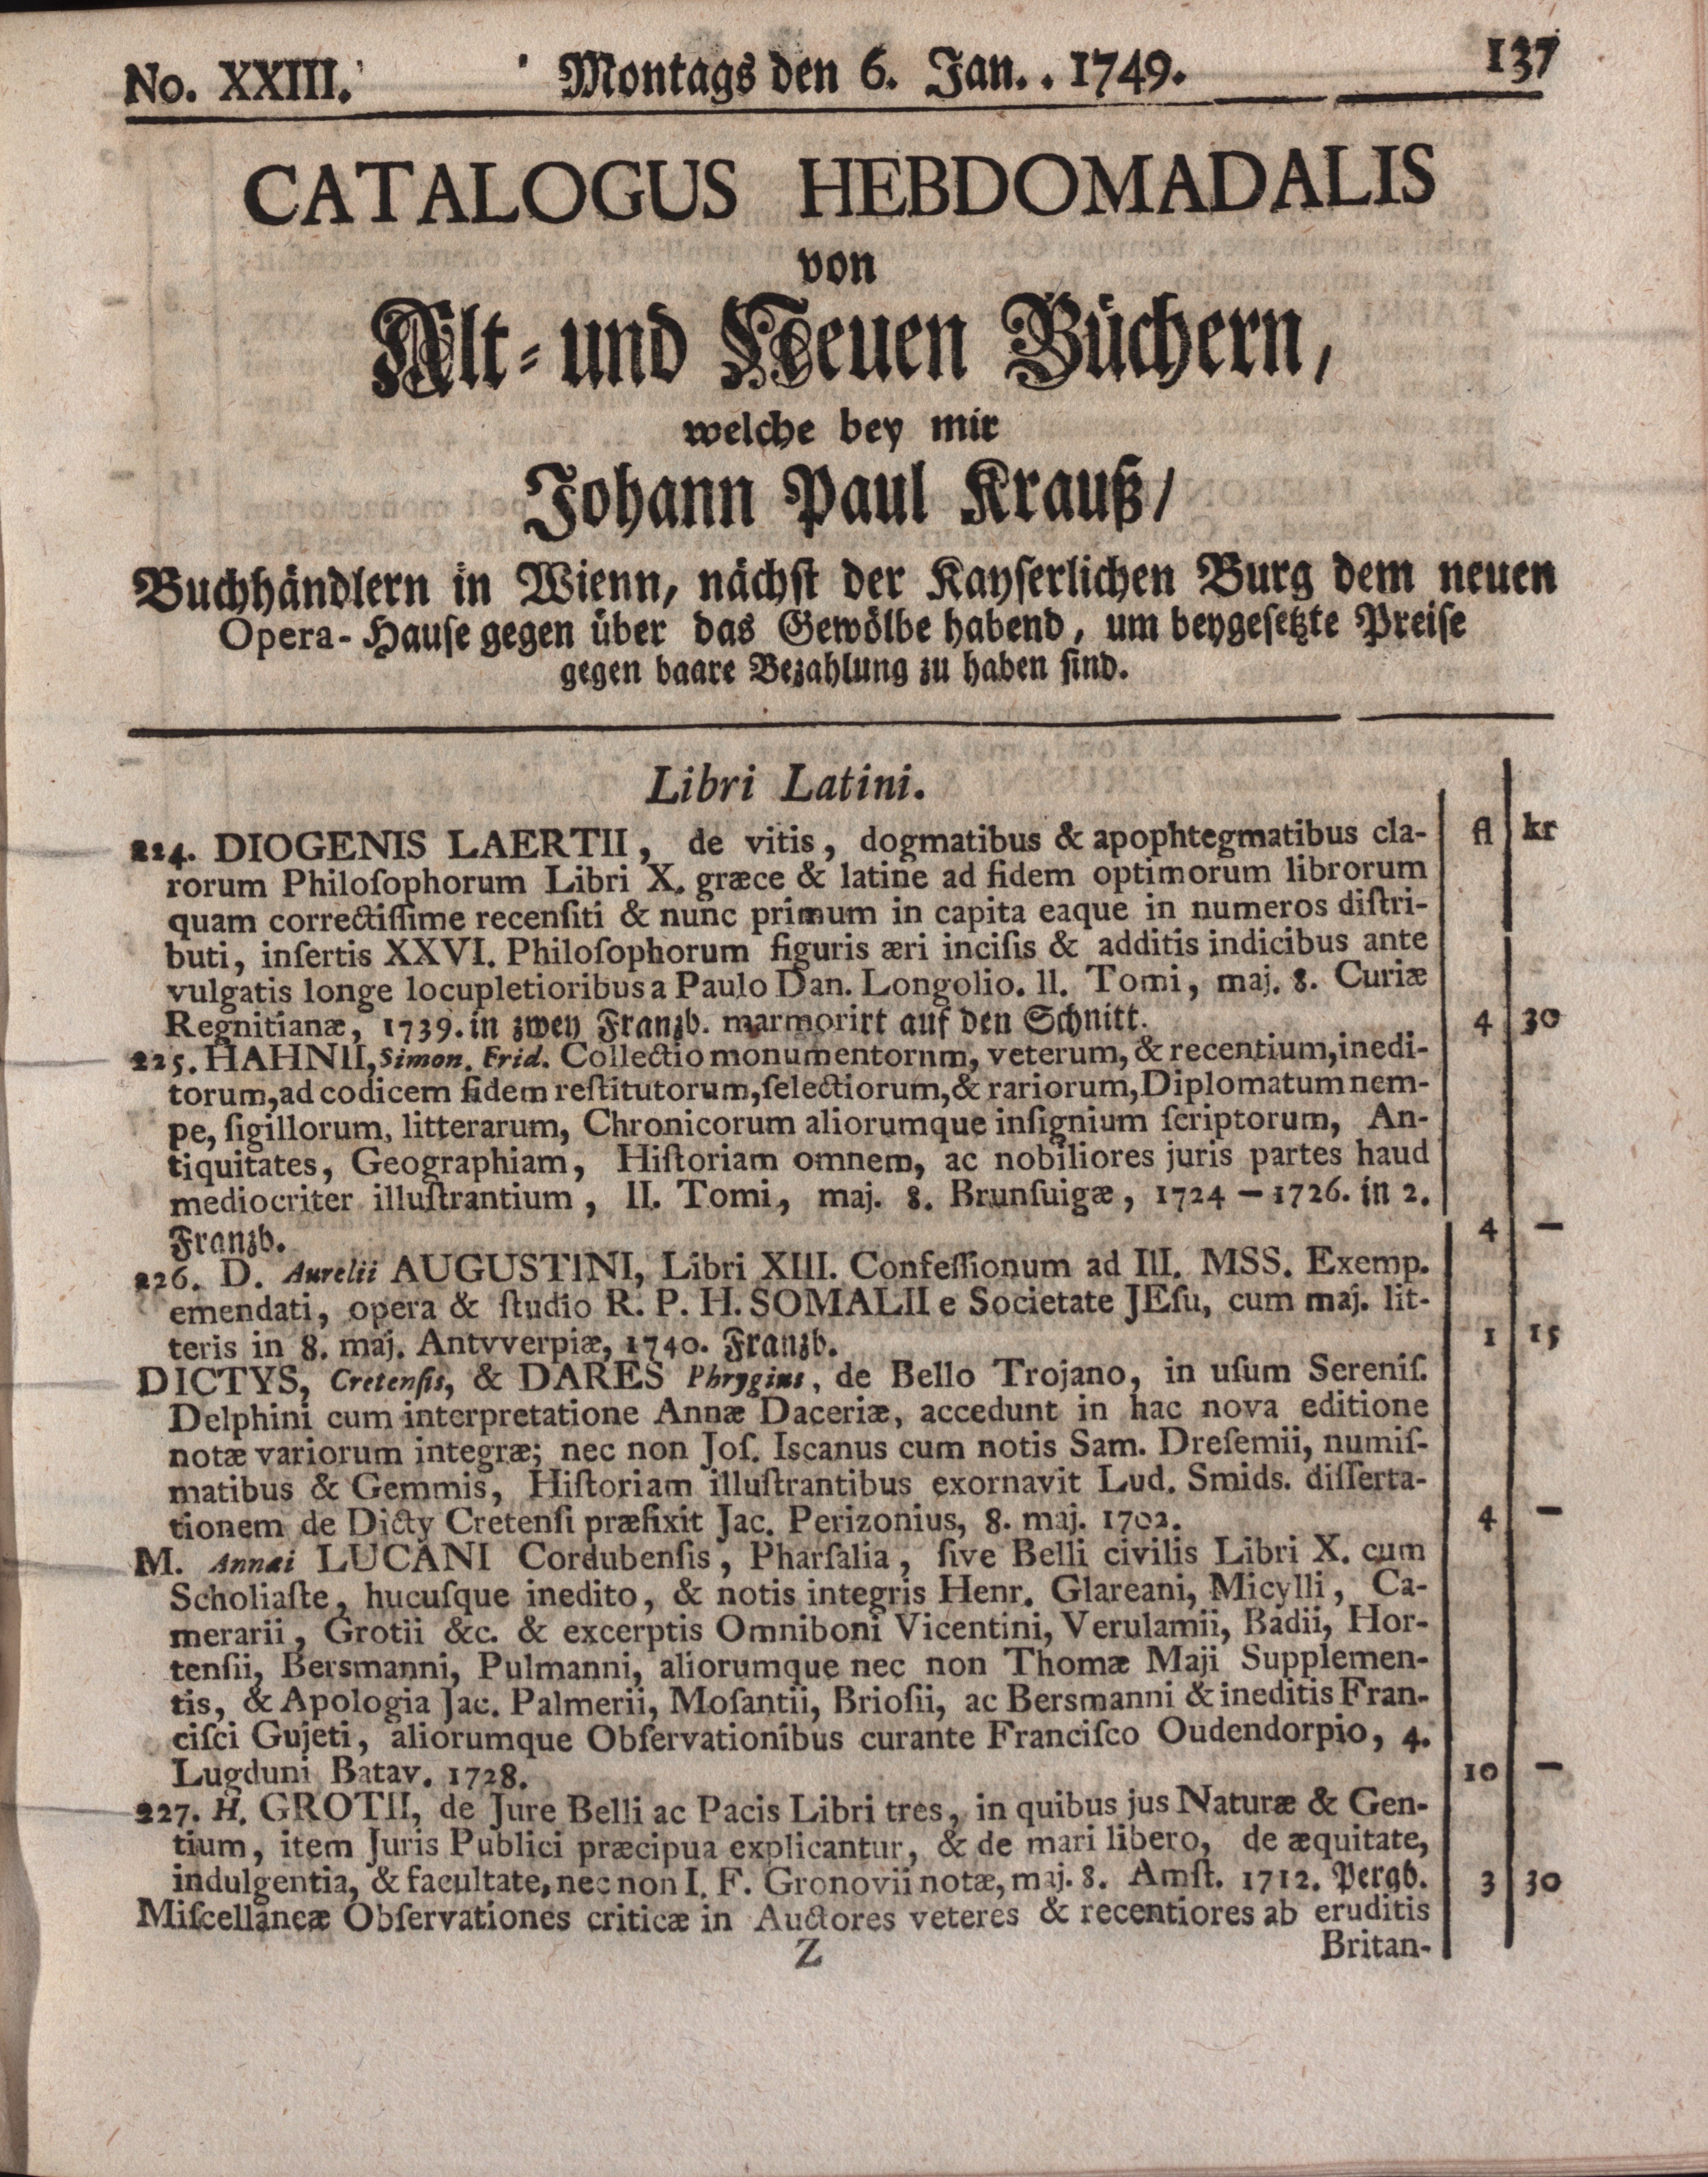 No. XXIII. Montags den 6. Jan. . 1749. 137
CATALOGUS HEBDOMADALIS
von
Alt- und Neuen Büchern,
welche bey mir
Johann Paul Krauß/
Buchhändlern in Wienn, nächst der Kayserlichen Burg dem neuen
Opera-Hause gegen über das Gewölbe habend, um beygesetzte Preise
gegen baare Bezahlung zu haben sind.
Libri Latini.
224. DIOGENIS LAERTII, de vitis, dogmatibus & apophtegmatibus cla- fl kr
rorum Philoſophorum Libri X. græce & latine ad fidem optimorum librorum
quam correctiſſime recenſiti & nunc primum in capita eaque in numeros diſtri-
buti, inſertis XXVI. Philoſophorum figuris æri inciſis & additis indicibus ante
vulgatis longe locupletioribus a Paulo Dan. Longolio. ll. Tomi, maj. 8. Curiæ
Regnitianæ, 1739. in zwey Franzb. marmorirt auf den Schnitt. 4 30
225. HAHNII, Simon. Frid. Collectio monumentornm, veterum, & recentium, inedi-
torum, ad codicem fidem reſtitutorum, ſelectiorum, & rariorum, Diplomatum nem-
pe, ſigillorum, litterarum, Chronicorum aliorumque inſignium ſcriptorum, An-
tiquitates, Geographiam, Hiſtoriam omnem, ac nobiliores juris partes haud
mediocriter illuſtrantium, II. Tomi, maj. 8. Brunſuigæ, 1724 — 1726. in 2.
Franzb. 4 —
226. D. Aurelii AUGUSTINI, Libri XIII. Confeſſionum ad III. MSS. Exemp.
emendati, opera & ſtudio R. P. H. SOMALII e Societate JEſu, cum maj. lit-
teris in 8. maj. Antvverpiæ, 1740. Franzb. 1 15
DICTYS, Cretenſis, & DARES Phrygius, de Bello Trojano, in uſum Sereniſ.
Delphini cum interpretatione Annæ Daceriæ, accedunt in hac nova editione
notæ variorum integræ; nec non Joſ. Iscanus cum notis Sam. Dreſemii, numiſ-
matibus & Gemmis, Hiſtoriam illuſtrantibus exornavit Lud. Smids. diſſerta-
tionem de Dicty Cretenſi præfixit Jac. Perizonius, 8. maj. 1702. 4 —
M. Annæi LUCANI Cordubenſis, Pharſalia, ſive Belli civilis Libri X. cum
Scholiaſte, hucuſque inedito, & notis integris Henr. Glareani, Micylli, Ca-
merarii, Grotii &c. & excerptis Omniboni Vicentini, Verulamii, Badii, Hor-
tenſii, Bersmanni, Pulmanni, aliorumque nec non Thomæ Maji Supplemen-
tis, & Apologia Jac. Palmerii, Moſantii, Brioſii, ac Bersmanni & ineditis Fran-
ciſci Gujeti, aliorumque Obſervationibus curante Franciſco Oudendorpio, 4.
Lugduni Batav. 1728. 10 —
227. H. GROTII, de Jure Belli ac Pacis Libri tres, in quibus jus Naturæ & Gen-
tium, item Juris Publici præcipua explicantur, & de mari libero, de æquitate,
indulgentia, & facultate, nec non I. F. Gronovii notæ, maj. 8. Amſt. 1712. Pergb. 3 30
Miſcellaneæ Obſervationes criticæ in Auctores veteres & recentiores ab eruditis
Z Britan-